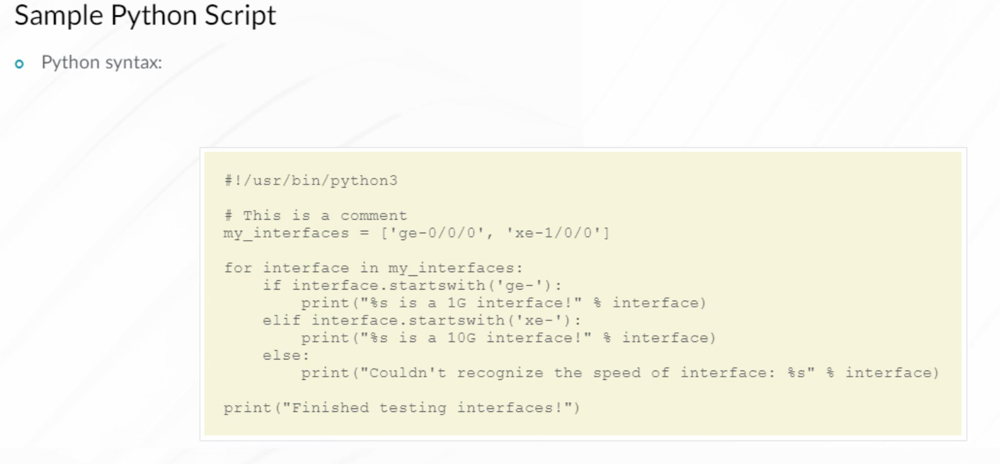 Sample Python Script
Python syntax:
#!/usr/bin/python3
# This is a comment
my_interfaces = ['ge-0/0/0', 'xe-1/0/0']
for interface in my_interfaces:
    if interface.startswith('ge-'):
        print("%s is a 1G interface!" % interface)
    elif interface.startswith('xe-'):
        print("%s is a 10G interface!" % interface)
    else:
        print("Couldn't recognize the speed of interface: %s" % interface)
print("Finished testing interfaces!")